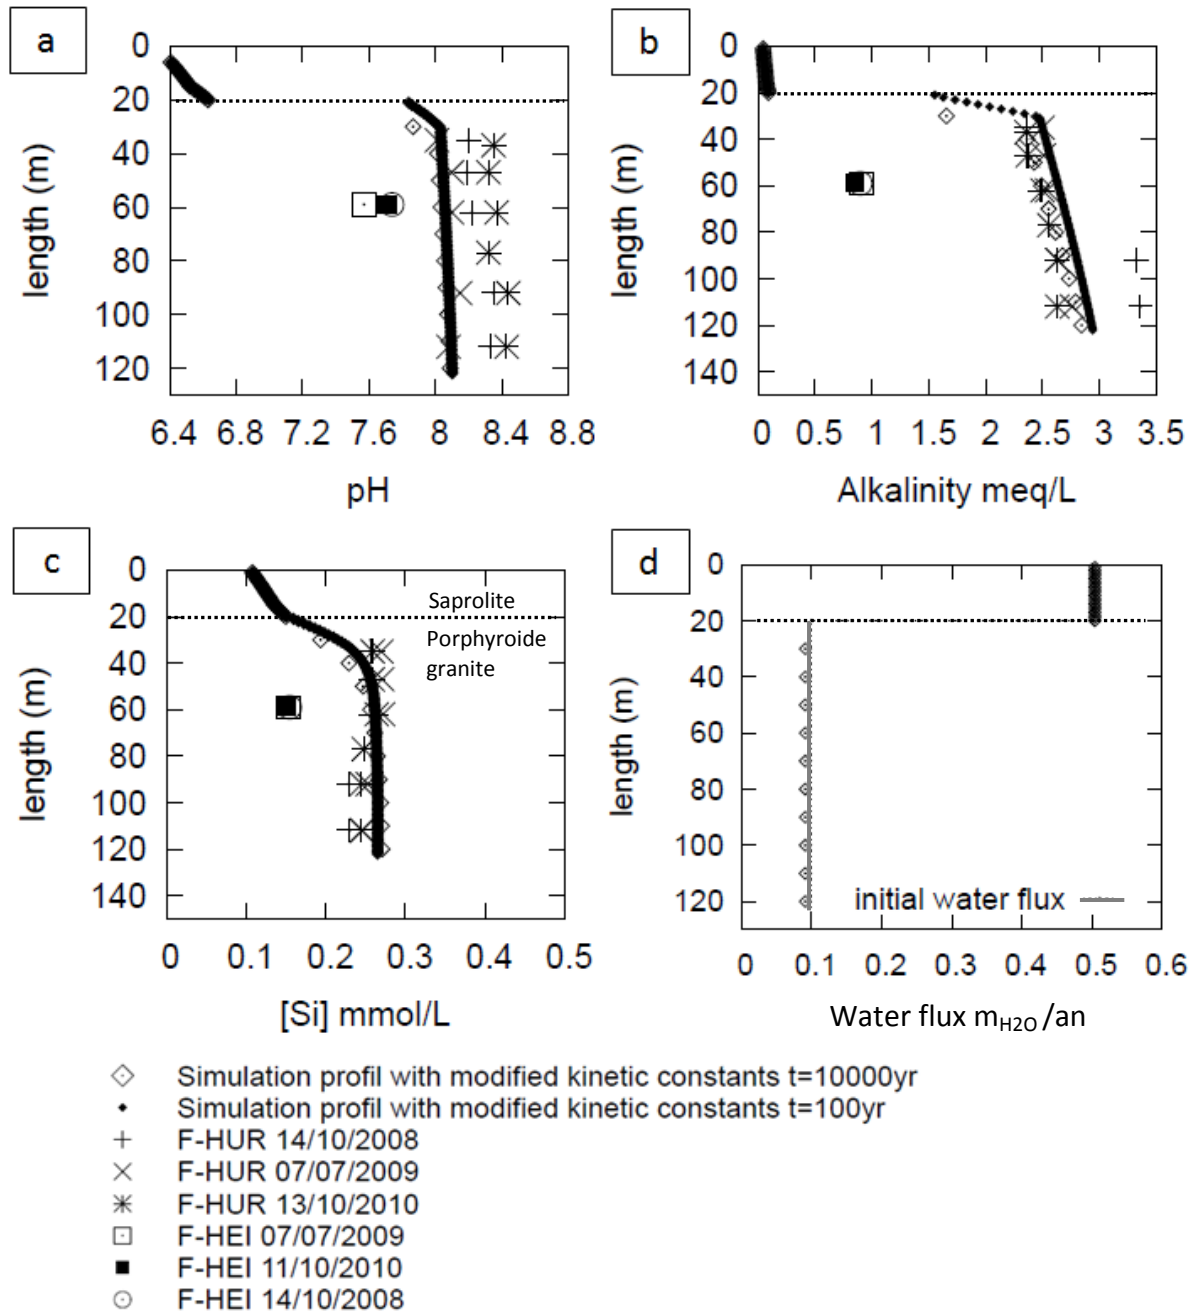 a
0
20
40
60
80
100
120
length (m)
6.4 6.8 7.2 7.6 8 8.4 8.8
pH
b
0
20
40
60
80
100
120
140
length (m)
0 0.5 1 1.5 2 2.5 3 3.5
Alkalinity meq/L
c
0
20
40
60
80
100
120
140
length (m)
Saprolite
Porphyroide
granite
0 0.1 0.2 0.3 0.4 0.5
[Si] mmol/L
d
0
20
40
60
80
100
120
length (m)
initial water flux
0 0.1 0.2 0.3 0.4 0.5 0.6
Water flux mH2O /an
Simulation profil with modified kinetic constants t=10000yr
Simulation profil with modified kinetic constants t=100yr
F-HUR 14/10/2008
F-HUR 07/07/2009
F-HUR 13/10/2010
F-HEI 07/07/2009
F-HEI 11/10/2010
F-HEI 14/10/2008